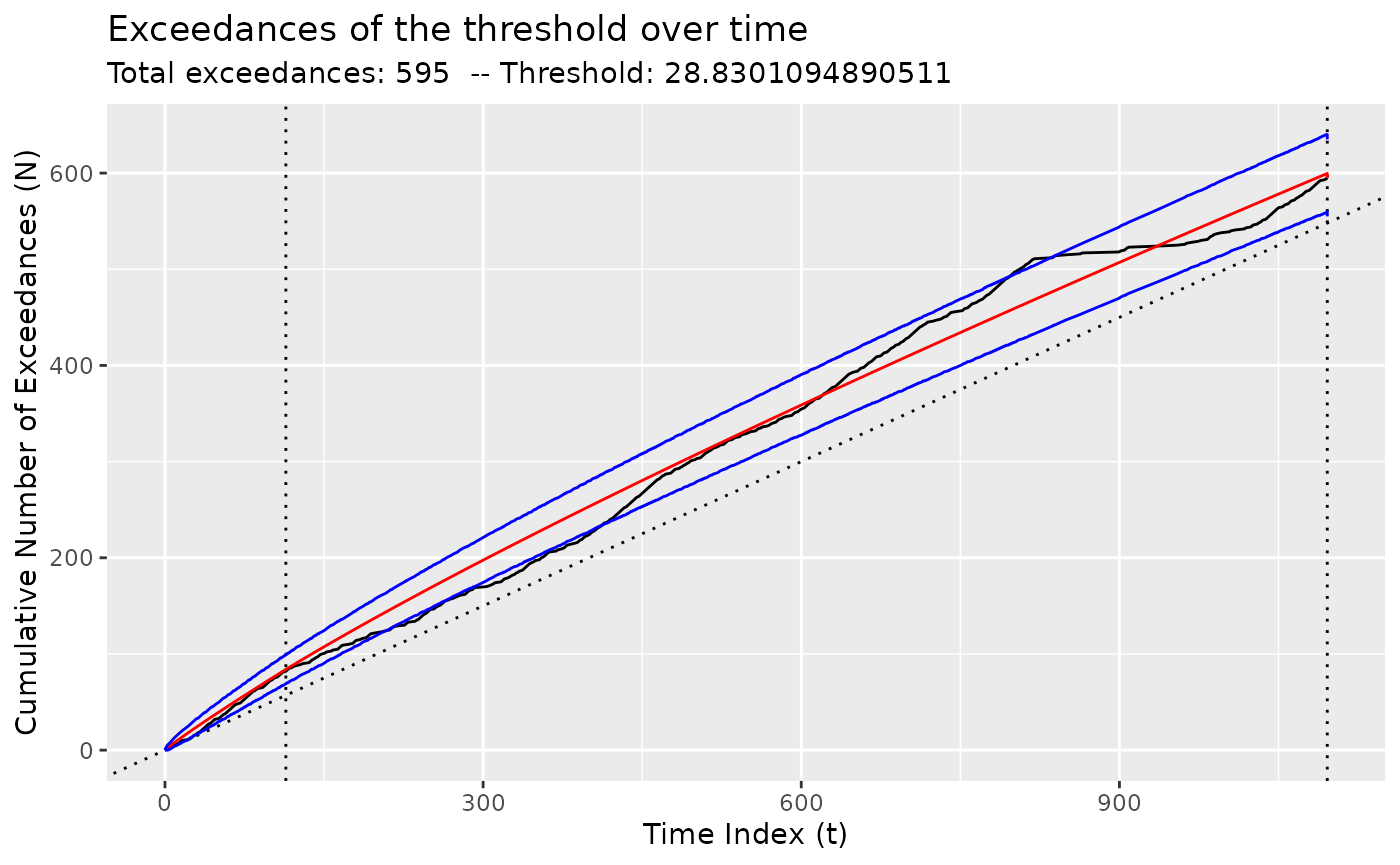 Exceedances of the threshold over time
Total exceedances: 595  -- Threshold: 28.8301094890511
Cumulative Number of Exceedances (N)
600
400
200
0
0
300
600
900
Time Index (t)